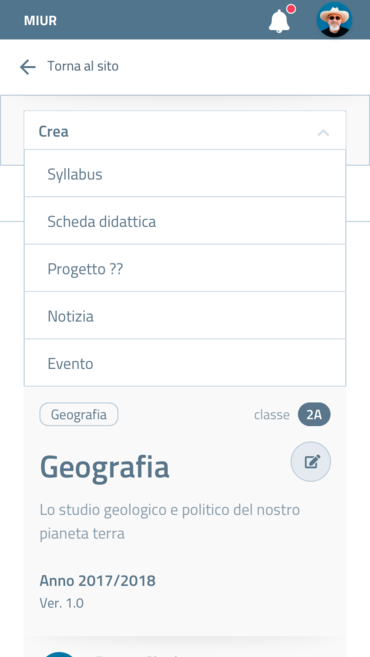 MIUR
Torna al sito
Crea
Syllabus
Scheda didattica
Progetto ??
Notizia
Evento
Geografia
classe 2A
Geografia
Lo studio geologico e politico del nostro
pianeta terra
Anno 2017/2018
Ver. 1.0